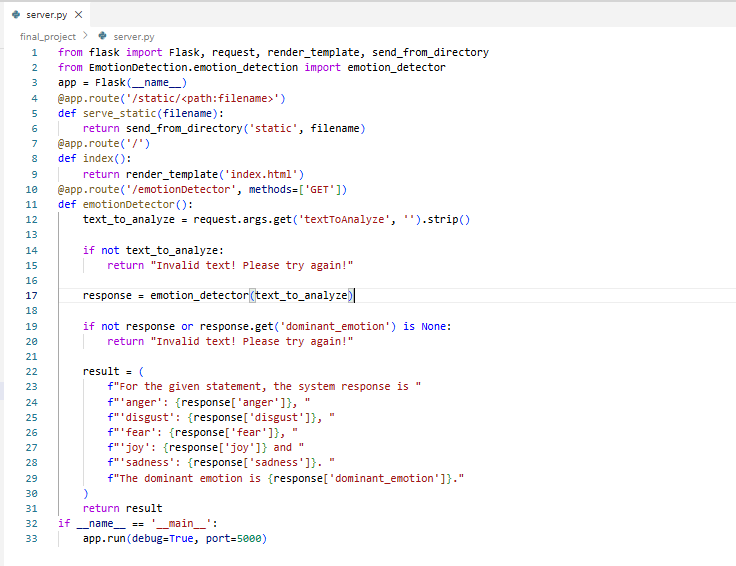 server.py
final_project > server.py
1 from flask import Flask, request, render_template, send_from_directory
2 from EmotionDetection.emotion_detection import emotion_detector
3 app = Flask(__name__)
4 @app.route('/static/<path:filename>')
5 def serve_static(filename):
6     return send_from_directory('static', filename)
7 @app.route('/')
8 def index():
9     return render_template('index.html')
10 @app.route('/emotionDetector', methods=['GET'])
11 def emotionDetector():
12     text_to_analyze = request.args.get('textToAnalyze', '').strip()
13
14     if not text_to_analyze:
15         return "Invalid text! Please try again!"
16
17     response = emotion_detector(text_to_analyze)
18
19     if not response or response.get('dominant_emotion') is None:
20         return "Invalid text! Please try again!"
21
22     result = (
23         f"For the given statement, the system response is "
24         f"'anger': {response['anger']}, "
25         f"'disgust': {response['disgust']}, "
26         f"'fear': {response['fear']}, "
27         f"'joy': {response['joy']} and "
28         f"'sadness': {response['sadness']}. "
29         f"The dominant emotion is {response['dominant_emotion']}."
30     )
31     return result
32 if __name__ == '__main__':
33     app.run(debug=True, port=5000)